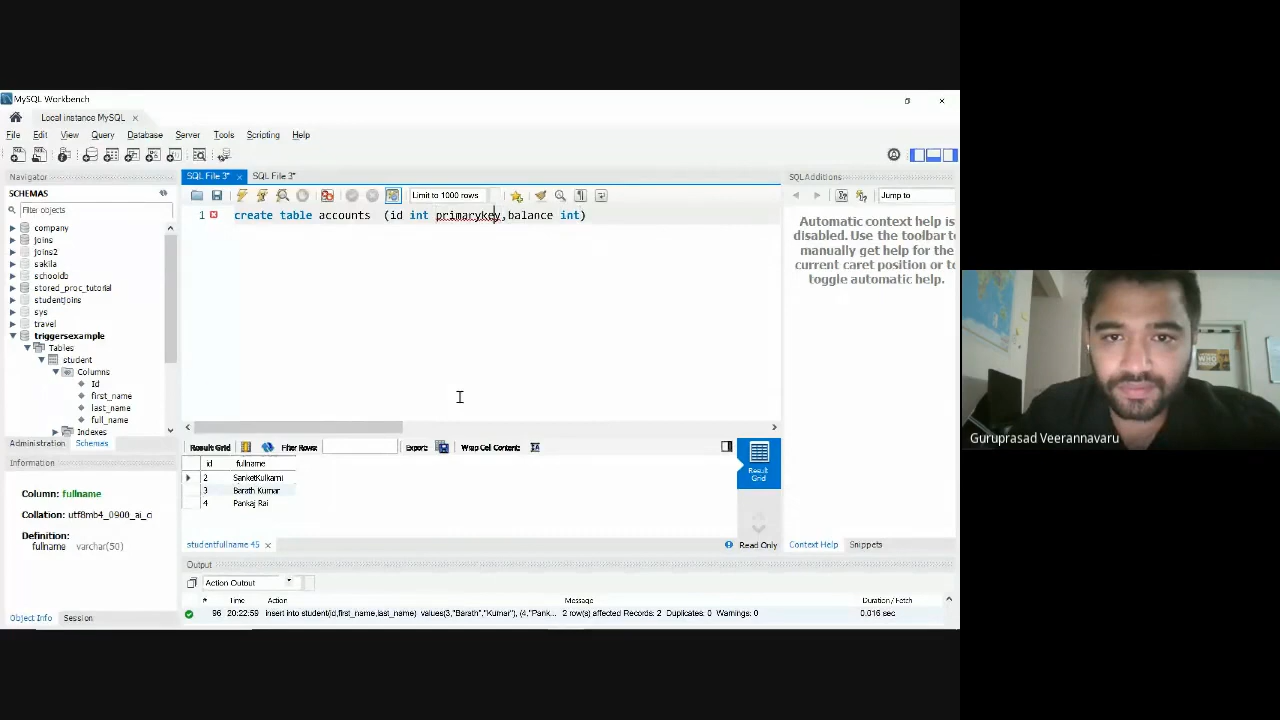 MySQL Workbench
Local instance MySQL
File Edit View Query Database Server Tools Scripting Help
Navigator
SCHEMAS
Filter objects
company
joins
joins2
sakila
schooldb
stored_proc_tutorial
studentjoins
sys
travel
triggersexample
Tables
student
Columns
Id
first_name
last_name
full_name
Indexes
Administration Schemas
Information
Column: fullname
Collation: utf8mb4_0900_ai_ci
Definition:
fullname varchar(50)
Object Info Session
SQL File 3* SQL File 3*
Limit to 1000 rows
1 create table accounts (id int primarykey,balance int)
Result Grid Filter Rows: Export: Wrap Cell Content:
id fullname
2 SanketKulkarni
3 Barath Kumar
4 Pankaj Rai
Result
Grid
studentfullname 45 Read Only
Output
Action Output
# Time Action Message Duration / Fetch
96 20:22:59 insert into student(id,first_name,last_name) values(3,"Barath","Kumar"), (4,"Pank... 2 row(s) affected Records: 2 Duplicates: 0 Warnings: 0 0.016 sec
SQLAdditions
Jump to
Automatic context help is
disabled. Use the toolbar to
manually get help for the
current caret position or to
toggle automatic help.
Context Help Snippets
Guruprasad Veerannavaru